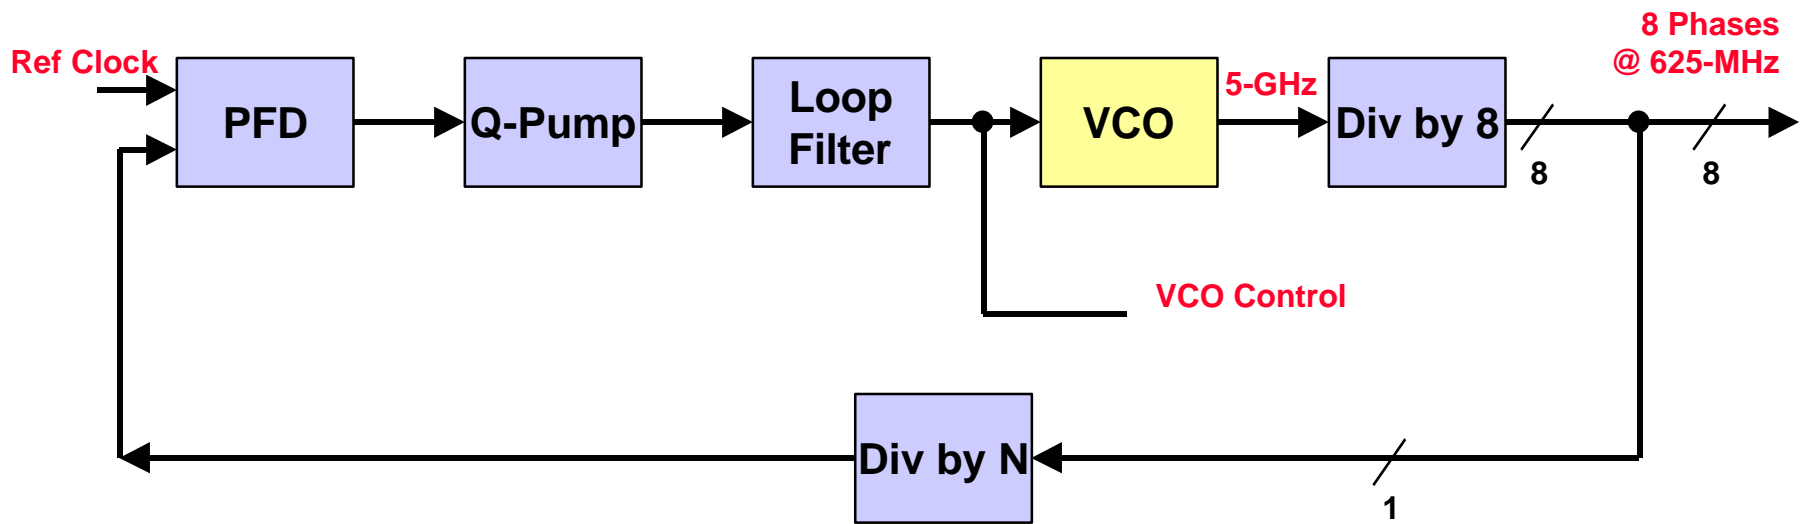 8 Phases
@ 625-MHz
Ref Clock
PFD
Q-Pump
Loop
Filter
VCO
5-GHz
Div by 8
8
8
VCO Control
Div by N
1